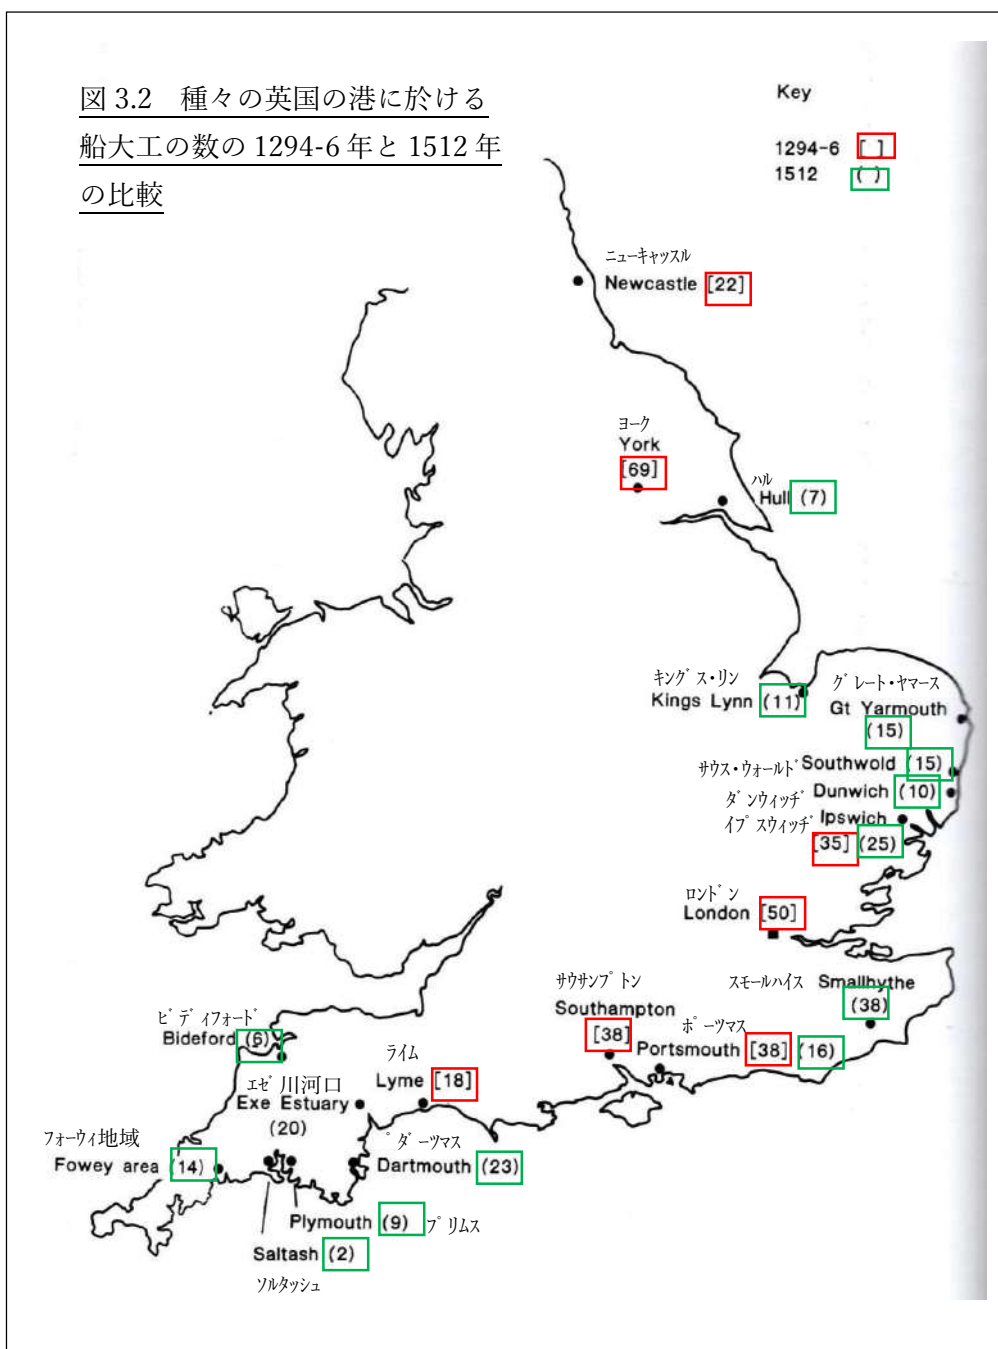 図 3.2　種々の英国の港に於ける
船大工の数の 1294-6 年と 1512 年
の比較
Key
1294-6 [ ]
1512 ( )
ニューキャッスル
Newcastle [22]
ヨーク
York
[69]
ハル
Hull (7)
キングス・リン
Kings Lynn (11)
グレート・ヤマース
Gt Yarmouth
(15)
サウス・ウォールド Southwold (15)
ダンウィッヂ Dunwich (10)
イプスウィッヂ Ipswich
[35] (25)
ロンドン
London [50]
スモールハイス Smallhythe
(38)
サウサンプトン
Southampton
[38]
ポーツマス
Portsmouth [38] (16)
ビディフォード
Bideford (6)
ライム
Lyme [18]
エゼ川河口
Exe Estuary
(20)
フォーウィ地域
Fowey area (14)
ダーツマス
Dartmouth (23)
Plymouth (9) プリムス
Saltash (2)
ソルタッシュ